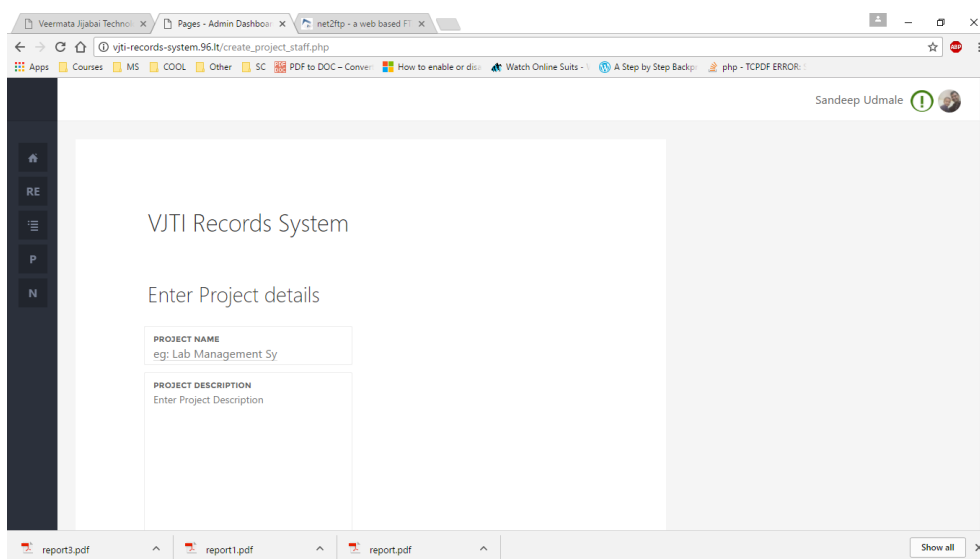 Veermata Jijabai Technol
Pages - Admin Dashboar
net2ftp - a web based FT
vjti-records-system.96.lt/create_project_staff.php
ABP
Apps
Courses
MS
COOL
Other
SC
PDF to DOC – Conver
How to enable or disa
Watch Online Suits -
A Step by Step Backp
php - TCPDF ERROR:
Sandeep Udmale
RE
P
N
VJTI Records System
Enter Project details
PROJECT NAME
eg: Lab Management Sy
PROJECT DESCRIPTION
Enter Project Description
report3.pdf
report1.pdf
report.pdf
Show all